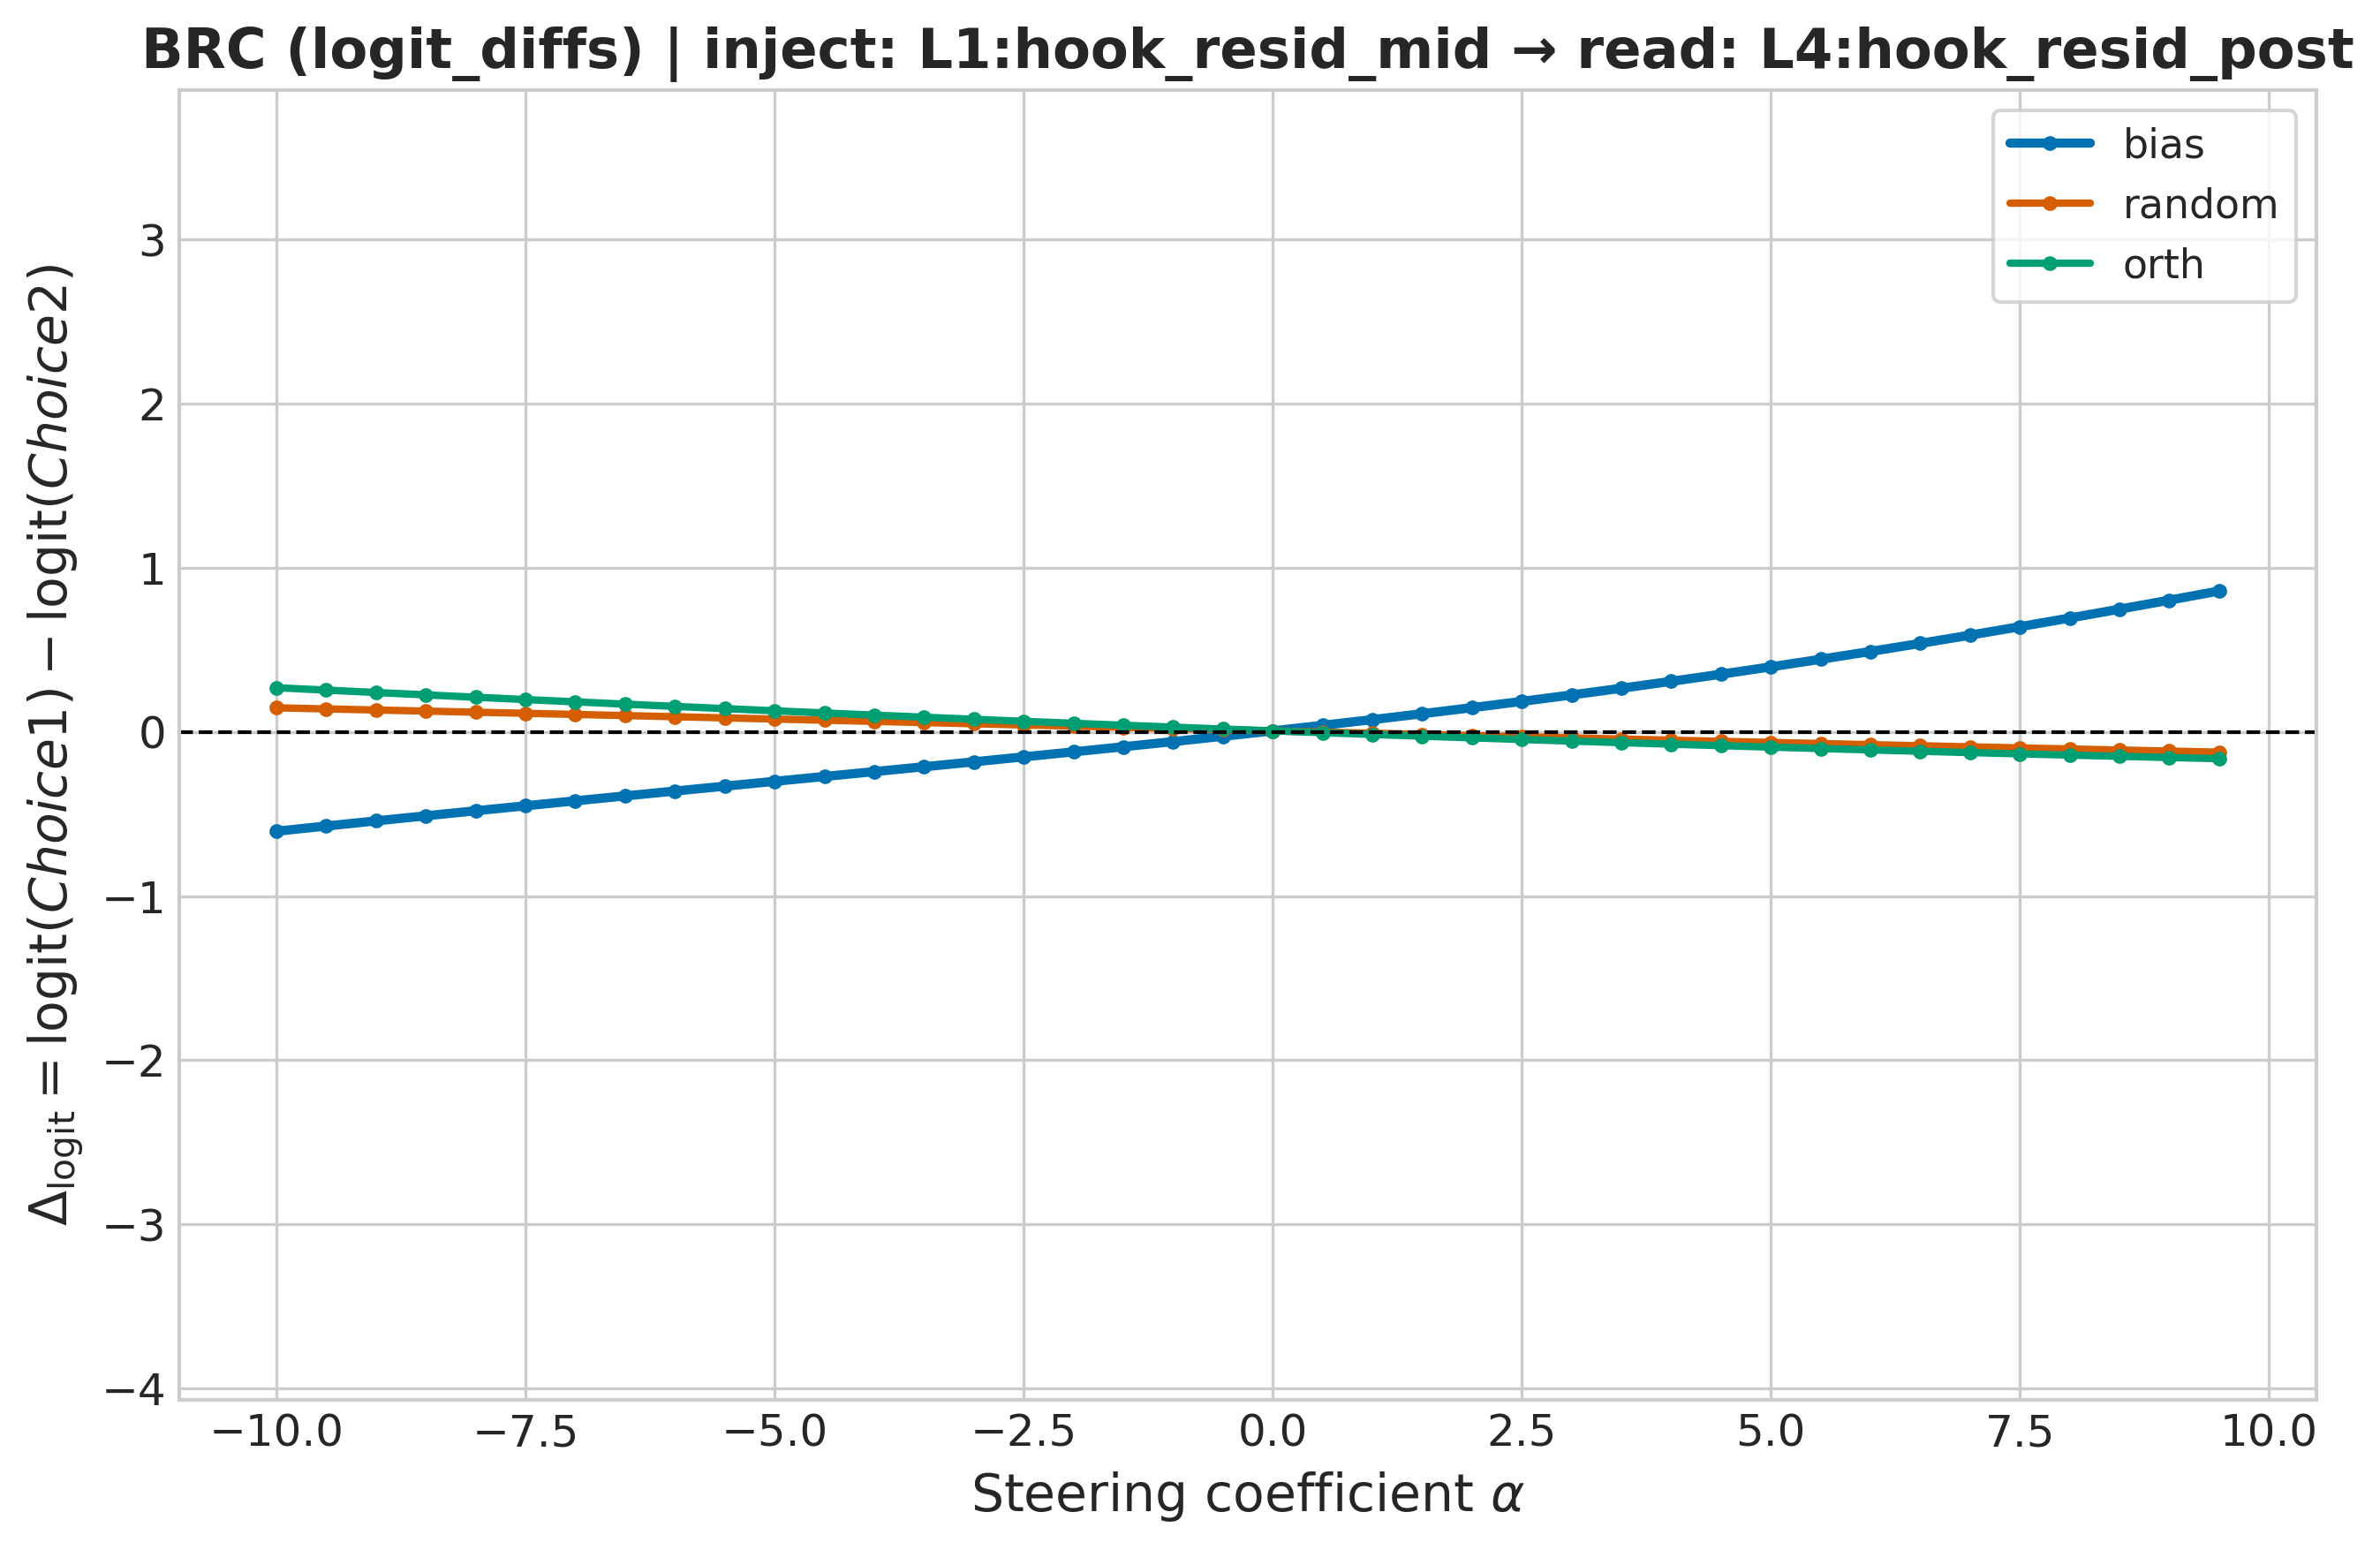 BRC (logit_diffs) | inject: L1:hook_resid_mid → read: L4:hook_resid_post
bias
random
orth
Δlogit = logit(Choice1) − logit(Choice2)
3
2
1
0
−1
−2
−3
−4
−10.0 −7.5 −5.0 −2.5 0.0 2.5 5.0 7.5 10.0
Steering coefficient α